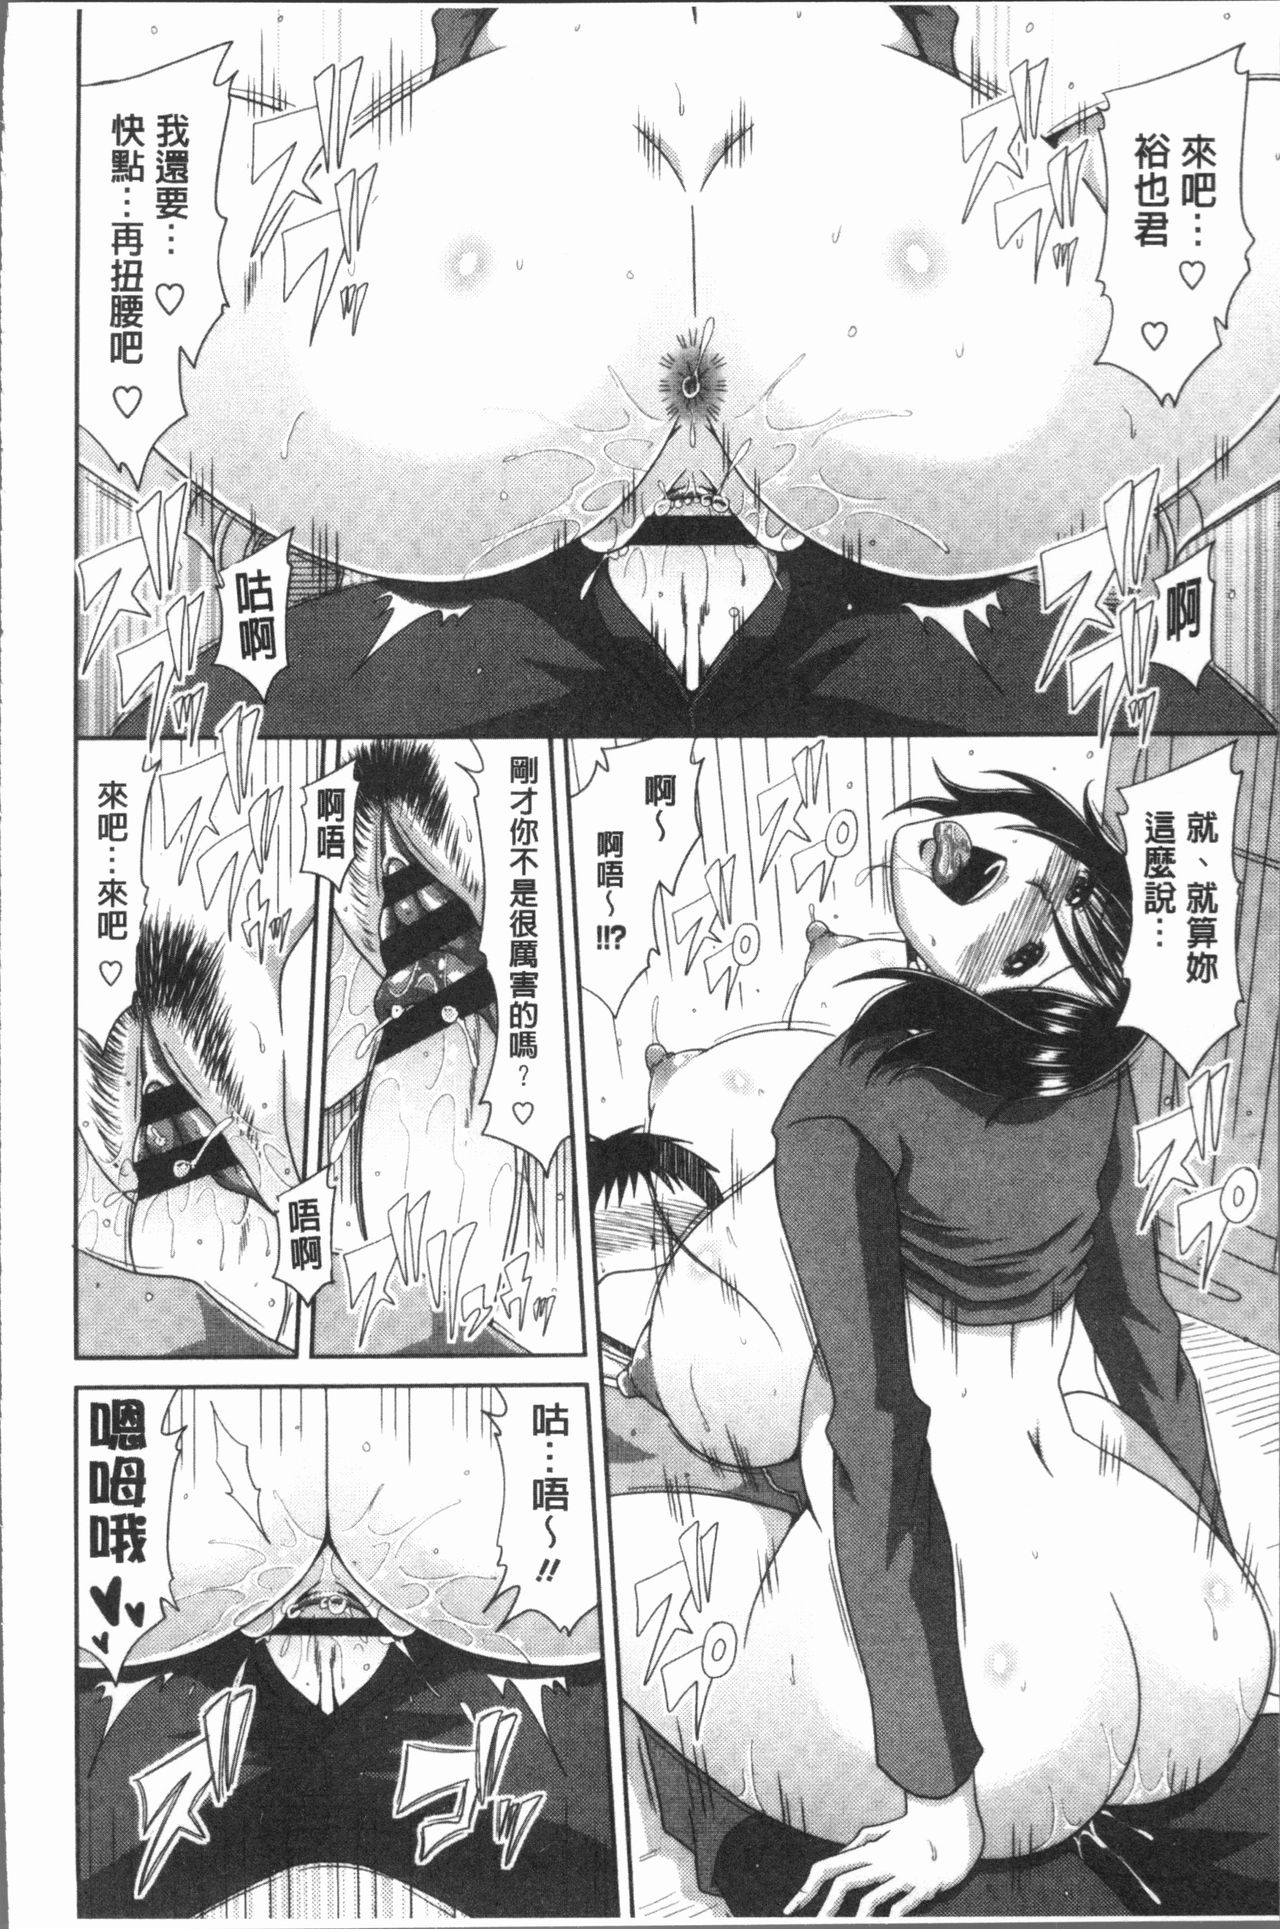 來吧…♡
裕也君
♡
我還要…♡
快點…再扭腰吧♡
啊
咕啊
就、就算妳
這麼說…
啊～
啊唔～!!?
剛才你不是很厲害的嗎？♡
啊唔
來吧…來吧♡
唔啊
咕…唔～!!
嗯呣哦